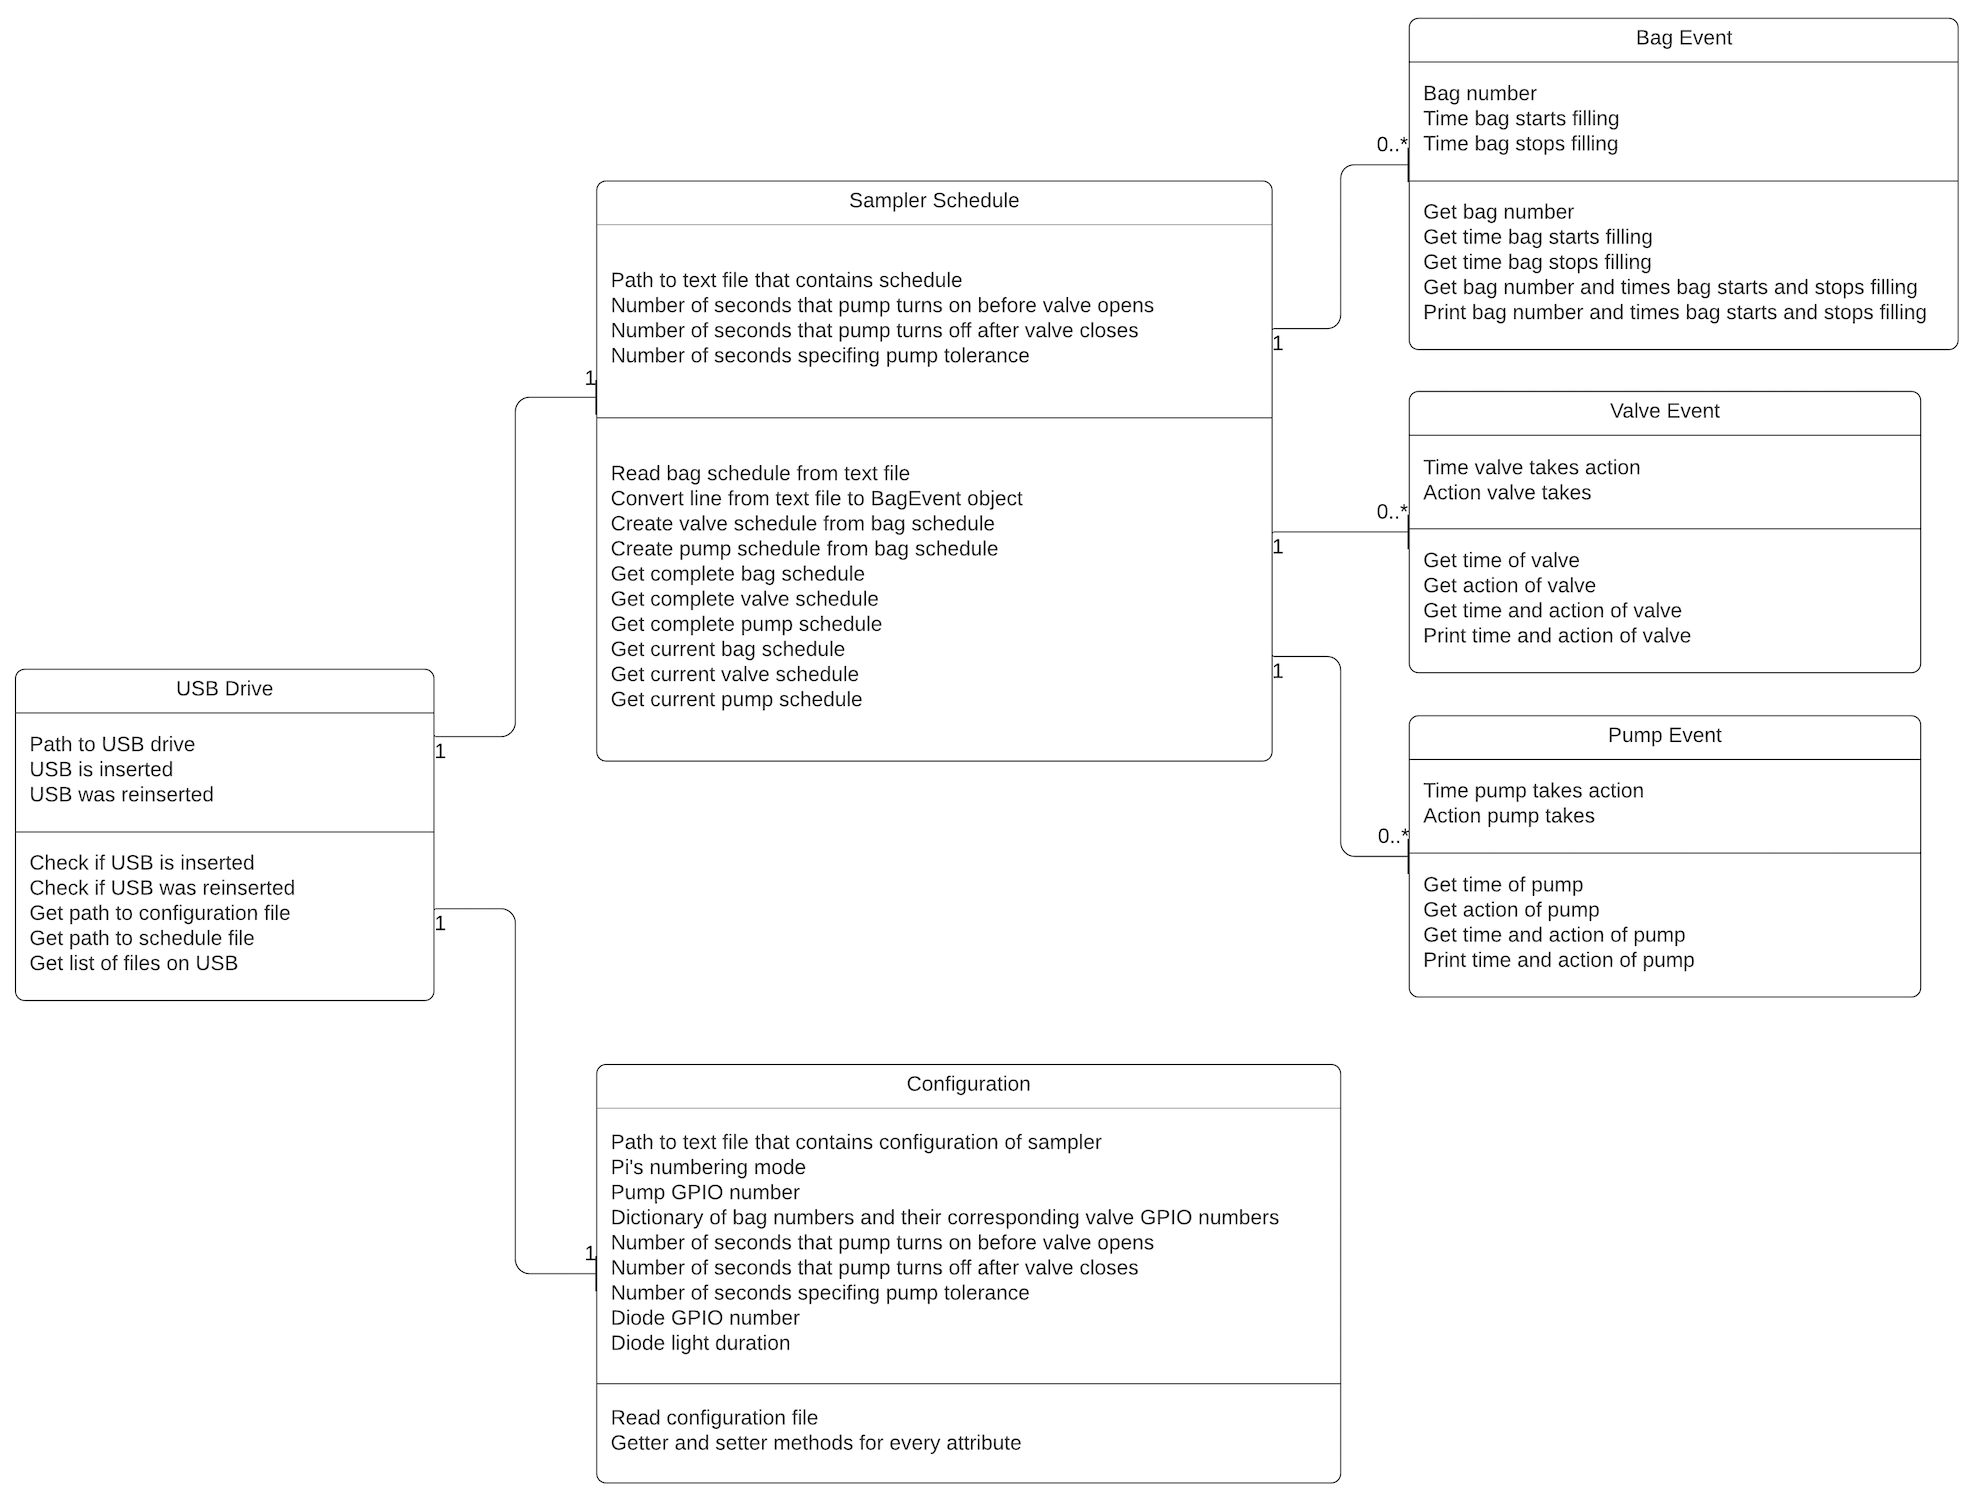 Bag Event
Bag number
Time bag starts filling
Time bag stops filling
Get bag number
Get time bag starts filling
Get time bag stops filling
Get bag number and times bag starts and stops filling
Print bag number and times bag starts and stops filling
0..*
1
Sampler Schedule
Path to text file that contains schedule
Number of seconds that pump turns on before valve opens
Number of seconds that pump turns off after valve closes
Number of seconds specifing pump tolerance
Read bag schedule from text file
Convert line from text file to BagEvent object
Create valve schedule from bag schedule
Create pump schedule from bag schedule
Get complete bag schedule
Get complete valve schedule
Get complete pump schedule
Get current bag schedule
Get current valve schedule
Get current pump schedule
1
1
Valve Event
Time valve takes action
Action valve takes
Get time of valve
Get action of valve
Get time and action of valve
Print time and action of valve
0..*
1
Pump Event
Time pump takes action
Action pump takes
Get time of pump
Get action of pump
Get time and action of pump
Print time and action of pump
0..*
1
USB Drive
Path to USB drive
USB is inserted
USB was reinserted
Check if USB is inserted
Check if USB was reinserted
Get path to configuration file
Get path to schedule file
Get list of files on USB
1
1
Configuration
Path to text file that contains configuration of sampler
Pi's numbering mode
Pump GPIO number
Dictionary of bag numbers and their corresponding valve GPIO numbers
Number of seconds that pump turns on before valve opens
Number of seconds that pump turns off after valve closes
Number of seconds specifing pump tolerance
Diode GPIO number
Diode light duration
Read configuration file
Getter and setter methods for every attribute